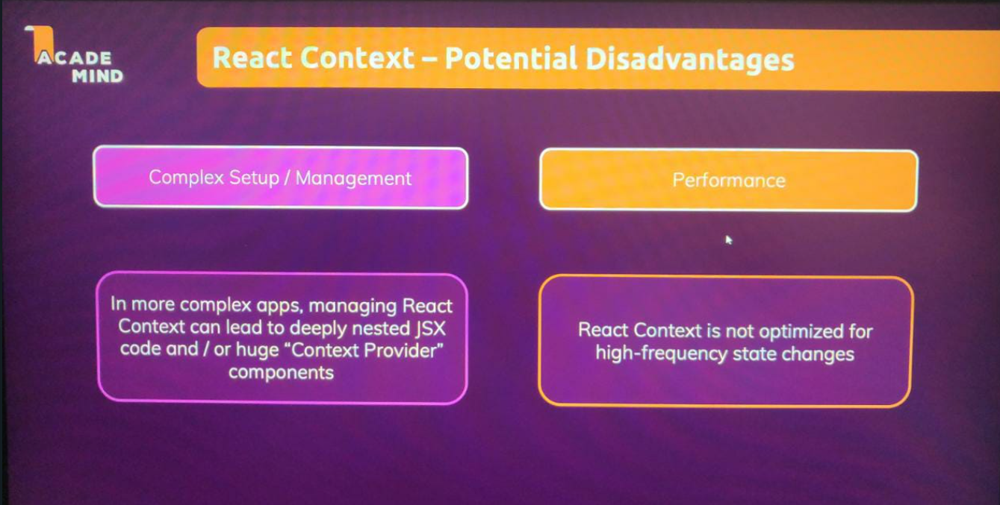 ACADE
MIND
React Context – Potential Disadvantages
Complex Setup / Management
Performance
In more complex apps, managing React
Context can lead to deeply nested JSX
code and / or huge “Context Provider”
components
React Context is not optimized for
high-frequency state changes